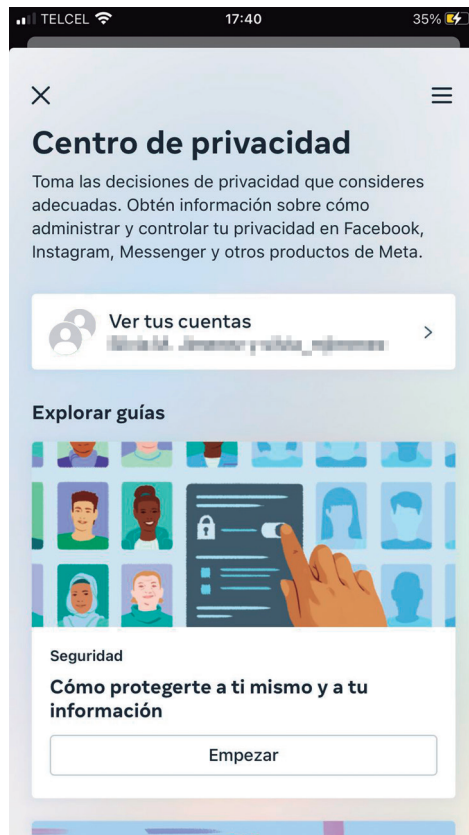 TELCEL 17:40 35%
Centro de privacidad
Toma las decisiones de privacidad que consideres
adecuadas. Obtén información sobre cómo
administrar y controlar tu privacidad en Facebook,
Instagram, Messenger y otros productos de Meta.
Ver tus cuentas
Explorar guías
Seguridad
Cómo protegerte a ti mismo y a tu
información
Empezar